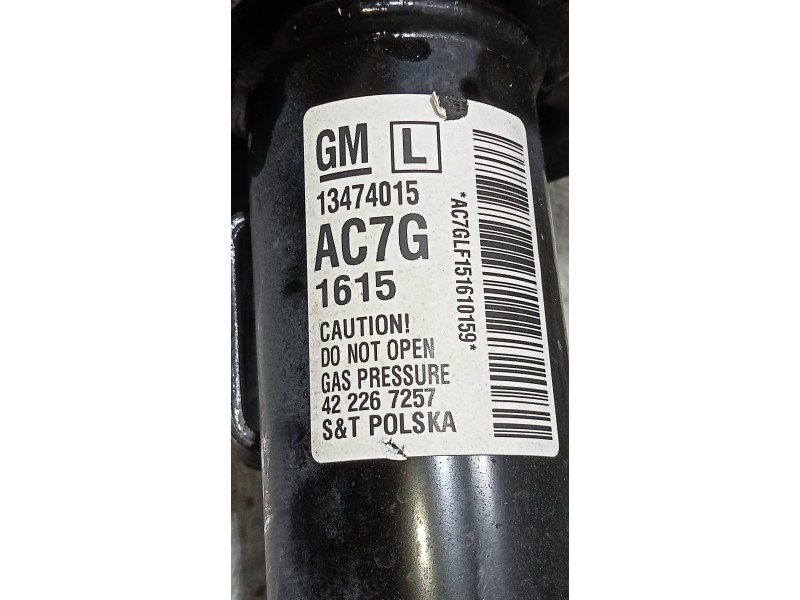 GM L
13474015
AC7G
1615
CAUTION!
DO NOT OPEN
GAS PRESSURE
42 226 7257
S&T POLSKA
*AC7GLF151610159*